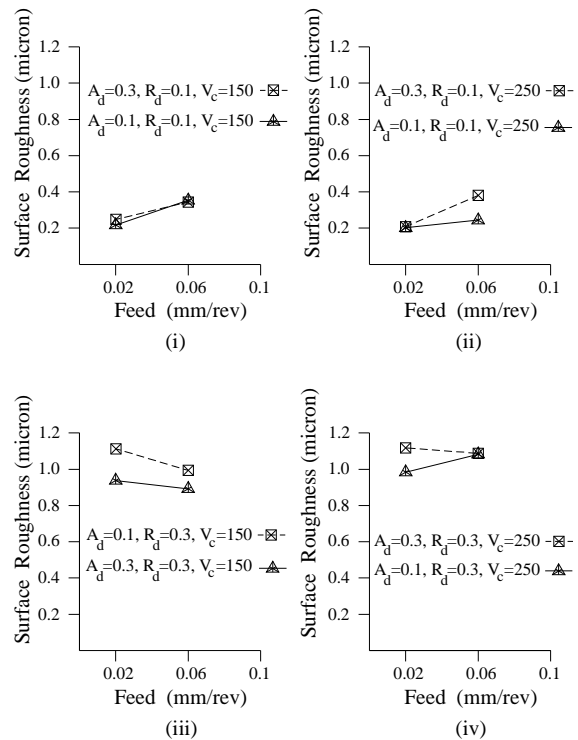 Surface Roughness (micron)
1.2
1.0
0.8
0.6
0.4
0.2
A_d=0.3, R_d=0.1, V_c=150
A_d=0.1, R_d=0.1, V_c=150
0.02 0.06 0.1
Feed (mm/rev)
(i)
Surface Roughness (micron)
1.2
1.0
0.8
0.6
0.4
0.2
A_d=0.3, R_d=0.1, V_c=250
A_d=0.1, R_d=0.1, V_c=250
0.02 0.06 0.1
Feed (mm/rev)
(ii)
Surface Roughness (micron)
1.2
1.0
0.8
0.6
0.4
0.2
A_d=0.1, R_d=0.3, V_c=150
A_d=0.3, R_d=0.3, V_c=150
0.02 0.06 0.1
Feed (mm/rev)
(iii)
Surface Roughness (micron)
1.2
1.0
0.8
0.6
0.4
0.2
A_d=0.3, R_d=0.3, V_c=250
A_d=0.1, R_d=0.3, V_c=250
0.02 0.06 0.1
Feed (mm/rev)
(iv)